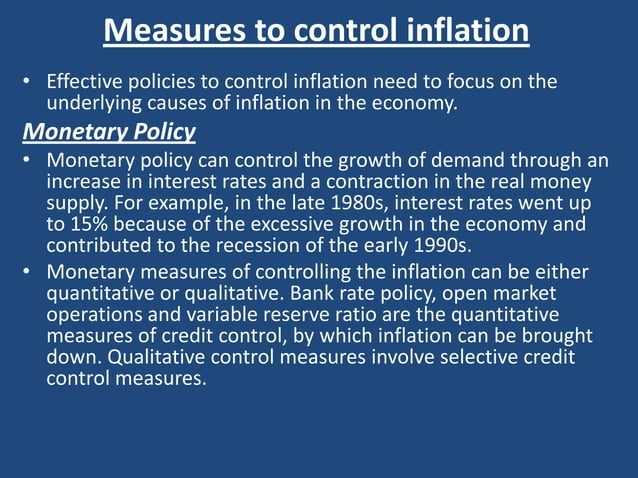 Measures to control inflation
• Effective policies to control inflation need to focus on the
underlying causes of inflation in the economy.
Monetary Policy
• Monetary policy can control the growth of demand through an
increase in interest rates and a contraction in the real money
supply. For example, in the late 1980s, interest rates went up
to 15% because of the excessive growth in the economy and
contributed to the recession of the early 1990s.
• Monetary measures of controlling the inflation can be either
quantitative or qualitative. Bank rate policy, open market
operations and variable reserve ratio are the quantitative
measures of credit control, by which inflation can be brought
down. Qualitative control measures involve selective credit
control measures.